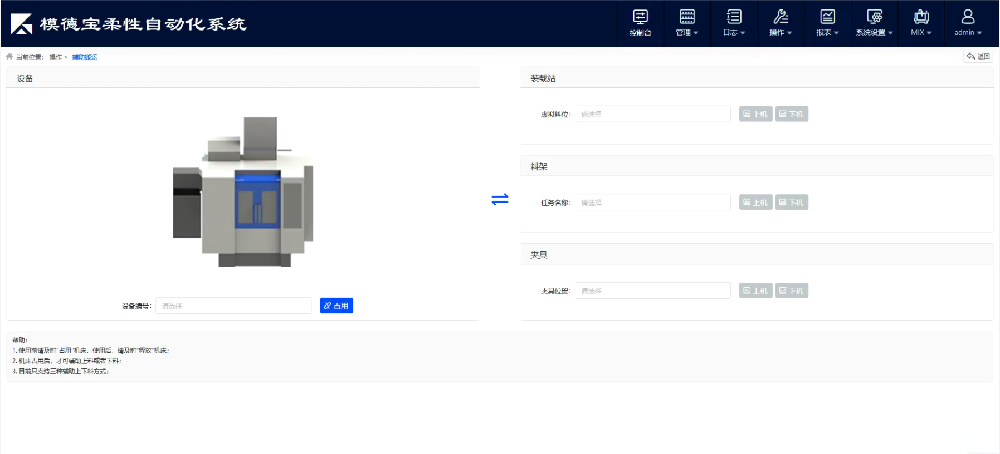 模德宝柔性自动化系统
控制台
管理
日志
操作
报表
系统设置
MIX
admin
当前位置： 操作 > 辅助搬运
返回
设备
设备编号： 请选择 占用
装载站
虚拟料位： 请选择 上机 下机
料架
任务名称： 请选择 上机 下机
夹具
夹具位置： 请选择 上机 下机
帮助：
1. 使用前请及时“占用”机床，使用后，请及时“释放”机床；
2. 机床占用后，才可辅助上料或者下料；
3. 目前只支持三种辅助上下料方式；